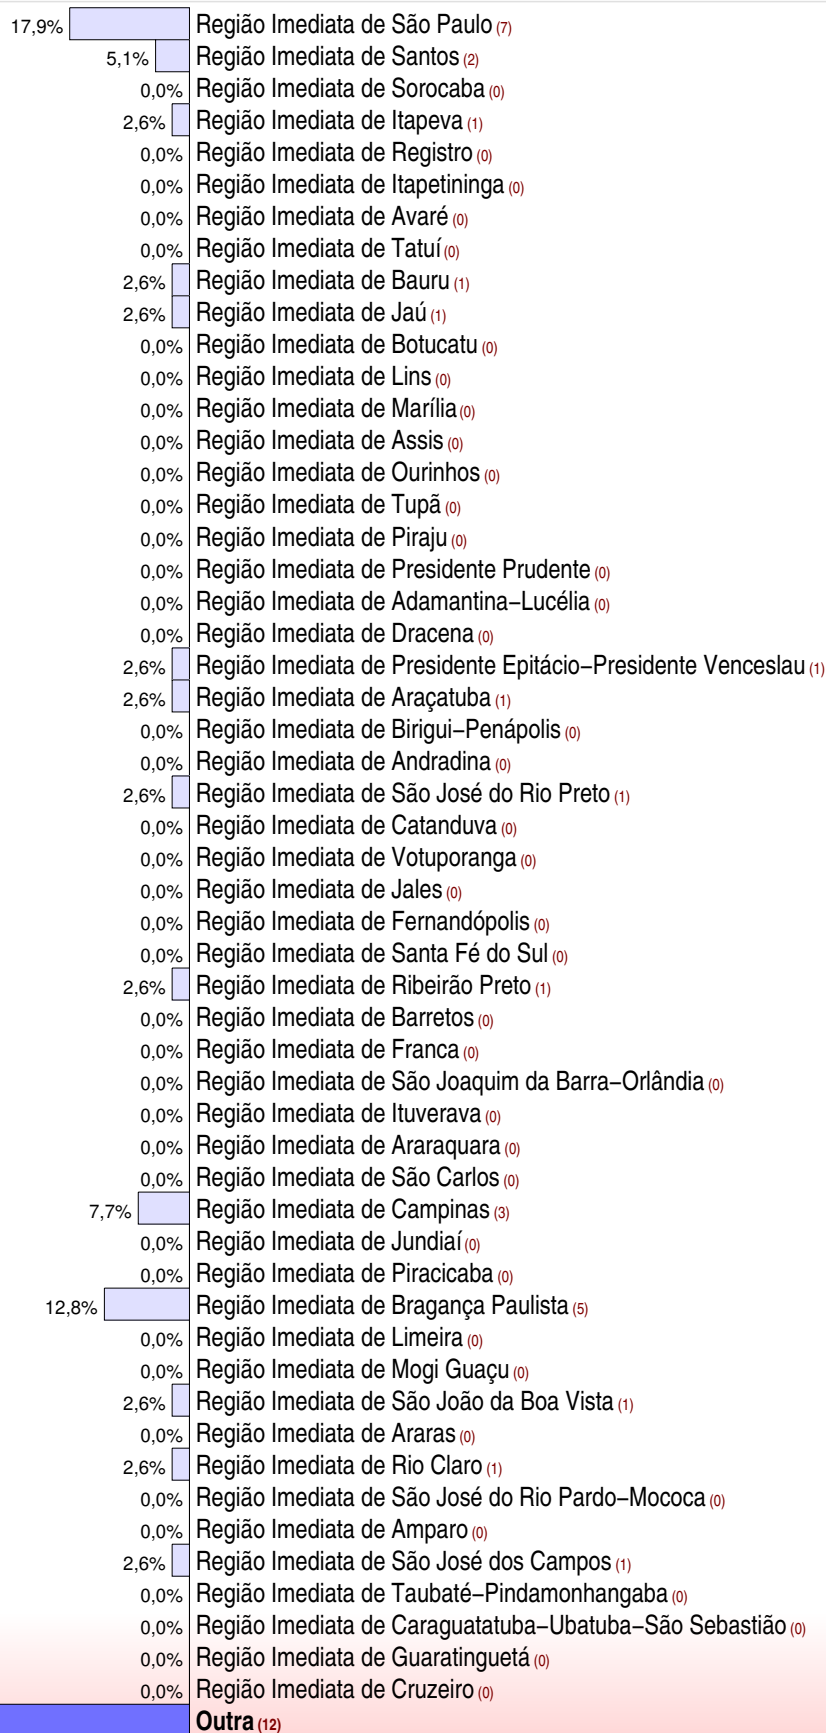 17,9% Região Imediata de São Paulo (7)
5,1% Região Imediata de Santos (2)
0,0% Região Imediata de Sorocaba (0)
2,6% Região Imediata de Itapeva (1)
0,0% Região Imediata de Registro (0)
0,0% Região Imediata de Itapetininga (0)
0,0% Região Imediata de Avaré (0)
0,0% Região Imediata de Tatuí (0)
2,6% Região Imediata de Bauru (1)
2,6% Região Imediata de Jaú (1)
0,0% Região Imediata de Botucatu (0)
0,0% Região Imediata de Lins (0)
0,0% Região Imediata de Marília (0)
0,0% Região Imediata de Assis (0)
0,0% Região Imediata de Ourinhos (0)
0,0% Região Imediata de Tupã (0)
0,0% Região Imediata de Piraju (0)
0,0% Região Imediata de Presidente Prudente (0)
0,0% Região Imediata de Adamantina−Lucélia (0)
0,0% Região Imediata de Dracena (0)
2,6% Região Imediata de Presidente Epitácio−Presidente Venceslau (1)
2,6% Região Imediata de Araçatuba (1)
0,0% Região Imediata de Birigui−Penápolis (0)
0,0% Região Imediata de Andradina (0)
2,6% Região Imediata de São José do Rio Preto (1)
0,0% Região Imediata de Catanduva (0)
0,0% Região Imediata de Votuporanga (0)
0,0% Região Imediata de Jales (0)
0,0% Região Imediata de Fernandópolis (0)
0,0% Região Imediata de Santa Fé do Sul (0)
2,6% Região Imediata de Ribeirão Preto (1)
0,0% Região Imediata de Barretos (0)
0,0% Região Imediata de Franca (0)
0,0% Região Imediata de São Joaquim da Barra−Orlândia (0)
0,0% Região Imediata de Ituverava (0)
0,0% Região Imediata de Araraquara (0)
0,0% Região Imediata de São Carlos (0)
7,7% Região Imediata de Campinas (3)
0,0% Região Imediata de Jundiaí (0)
0,0% Região Imediata de Piracicaba (0)
12,8% Região Imediata de Bragança Paulista (5)
0,0% Região Imediata de Limeira (0)
0,0% Região Imediata de Mogi Guaçu (0)
2,6% Região Imediata de São João da Boa Vista (1)
0,0% Região Imediata de Araras (0)
2,6% Região Imediata de Rio Claro (1)
0,0% Região Imediata de São José do Rio Pardo−Mococa (0)
0,0% Região Imediata de Amparo (0)
2,6% Região Imediata de São José dos Campos (1)
0,0% Região Imediata de Taubaté−Pindamonhangaba (0)
0,0% Região Imediata de Caraguatatuba−Ubatuba−São Sebastião (0)
0,0% Região Imediata de Guaratinguetá (0)
0,0% Região Imediata de Cruzeiro (0)
Outra (12)